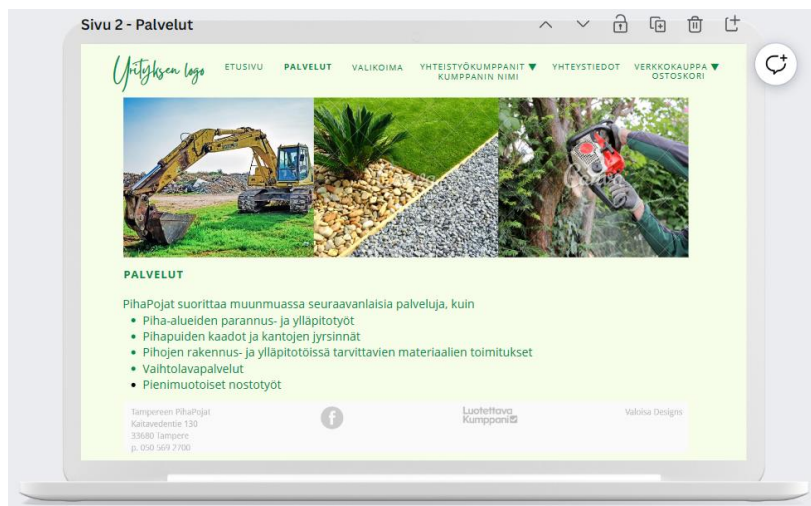 Sivu 2 - Palvelut
Yrityksen logo
ETUSIVU PALVELUT VALIKOIMA YHTEISTYÖKUMPPANIT ▼ YHTEYSTIEDOT VERKKOKAUPPA ▼
KUMPPANIN NIMI OSTOSKORI
PALVELUT
PihaPojat suorittaa muunmuassa seuraavanlaisia palveluja, kuin
• Piha-alueiden parannus- ja ylläpitotyöt
• Pihapuiden kaadot ja kantojen jyrsinnät
• Pihojen rakennus- ja ylläpitotöissä tarvittavien materiaalien toimitukset
• Vaihtolavapalvelut
• Pienimuotoiset nostotyöt
Tampereen PihaPojat
Kaitavedentie 130
33680 Tampere
p. 050 569 2700
f
Luotettava
Kumppani
Valoisa Designs